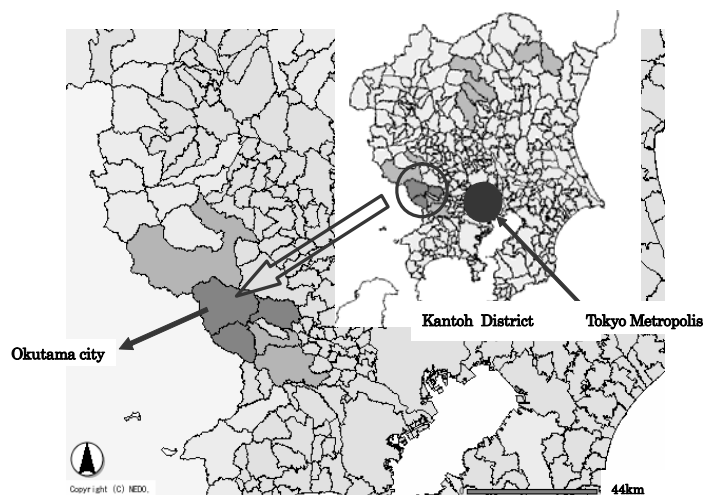 Kantoh District
Tokyo Metropolis
Okutama city
Copyright (C) NEDO.
44km